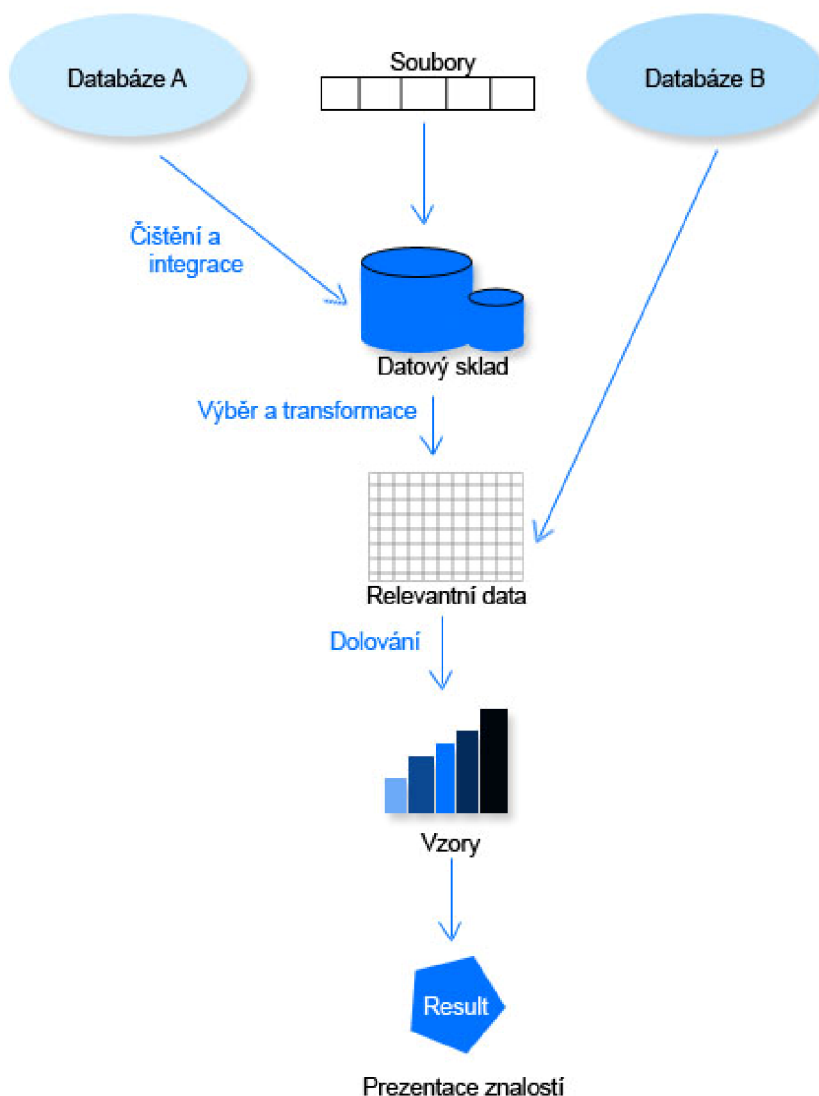 Databáze A
Soubory
Databáze B
Čištění a
integrace
Datový sklad
Výběr a transformace
Relevantní data
Dolování
Vzory
Result
Prezentace znalostí